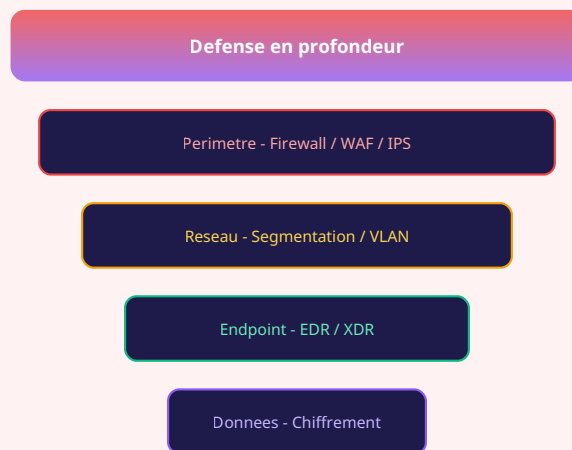 Defense en profondeur
Perimetre - Firewall / WAF / IPS
Reseau - Segmentation / VLAN
Endpoint - EDR / XDR
Donnees - Chiffrement